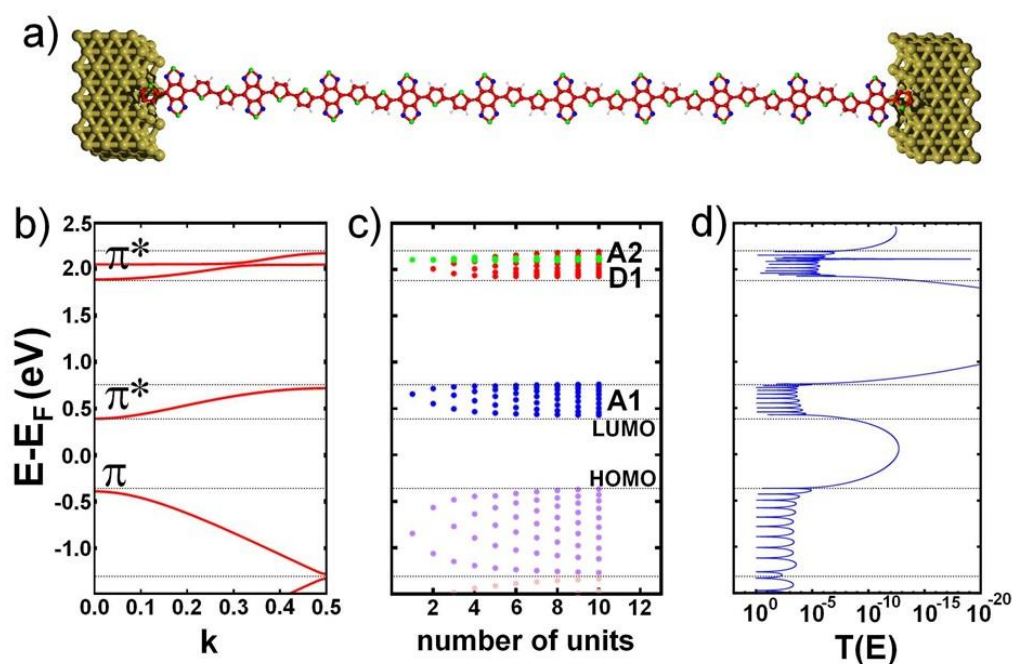 a)
b)
c)
d)
E-E_F (eV)
2.5
2.0
1.5
1.0
0.5
0.0
-0.5
-1.0
π*
π*
π
0.0 0.1 0.2 0.3 0.4 0.5
k
A2
D1
A1
LUMO
HOMO
2 4 6 8 10 12
number of units
10^0 10^-5 10^-10 10^-15 10^-20
T(E)